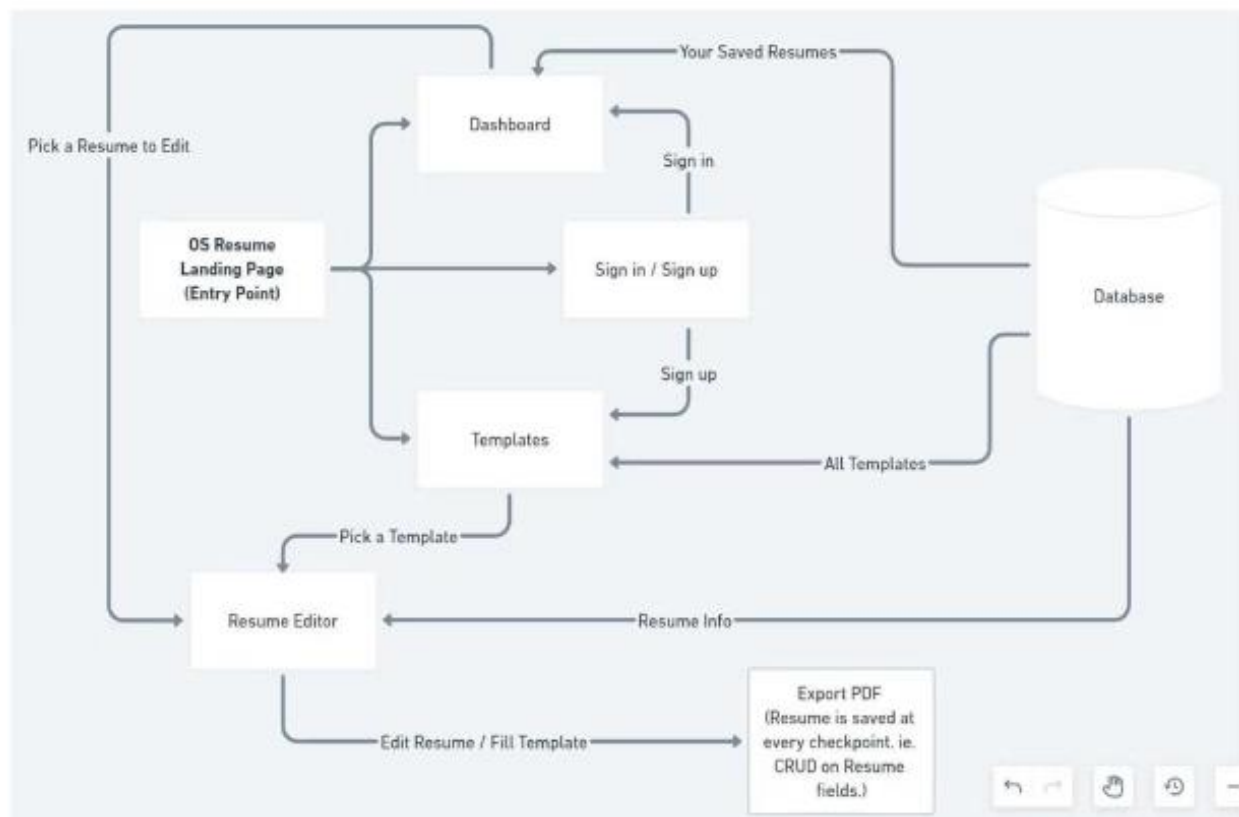 Your Saved Resumes
Dashboard
Pick a Resume to Edit
Sign in
OS Resume
Landing Page
(Entry Point)
Sign in / Sign up
Database
Sign up
Templates
All Templates
Pick a Template
Resume Editor
Resume Info
Export PDF
(Resume is saved at
every checkpoint. ie.
CRUD on Resume
fields.)
Edit Resume / Fill Template